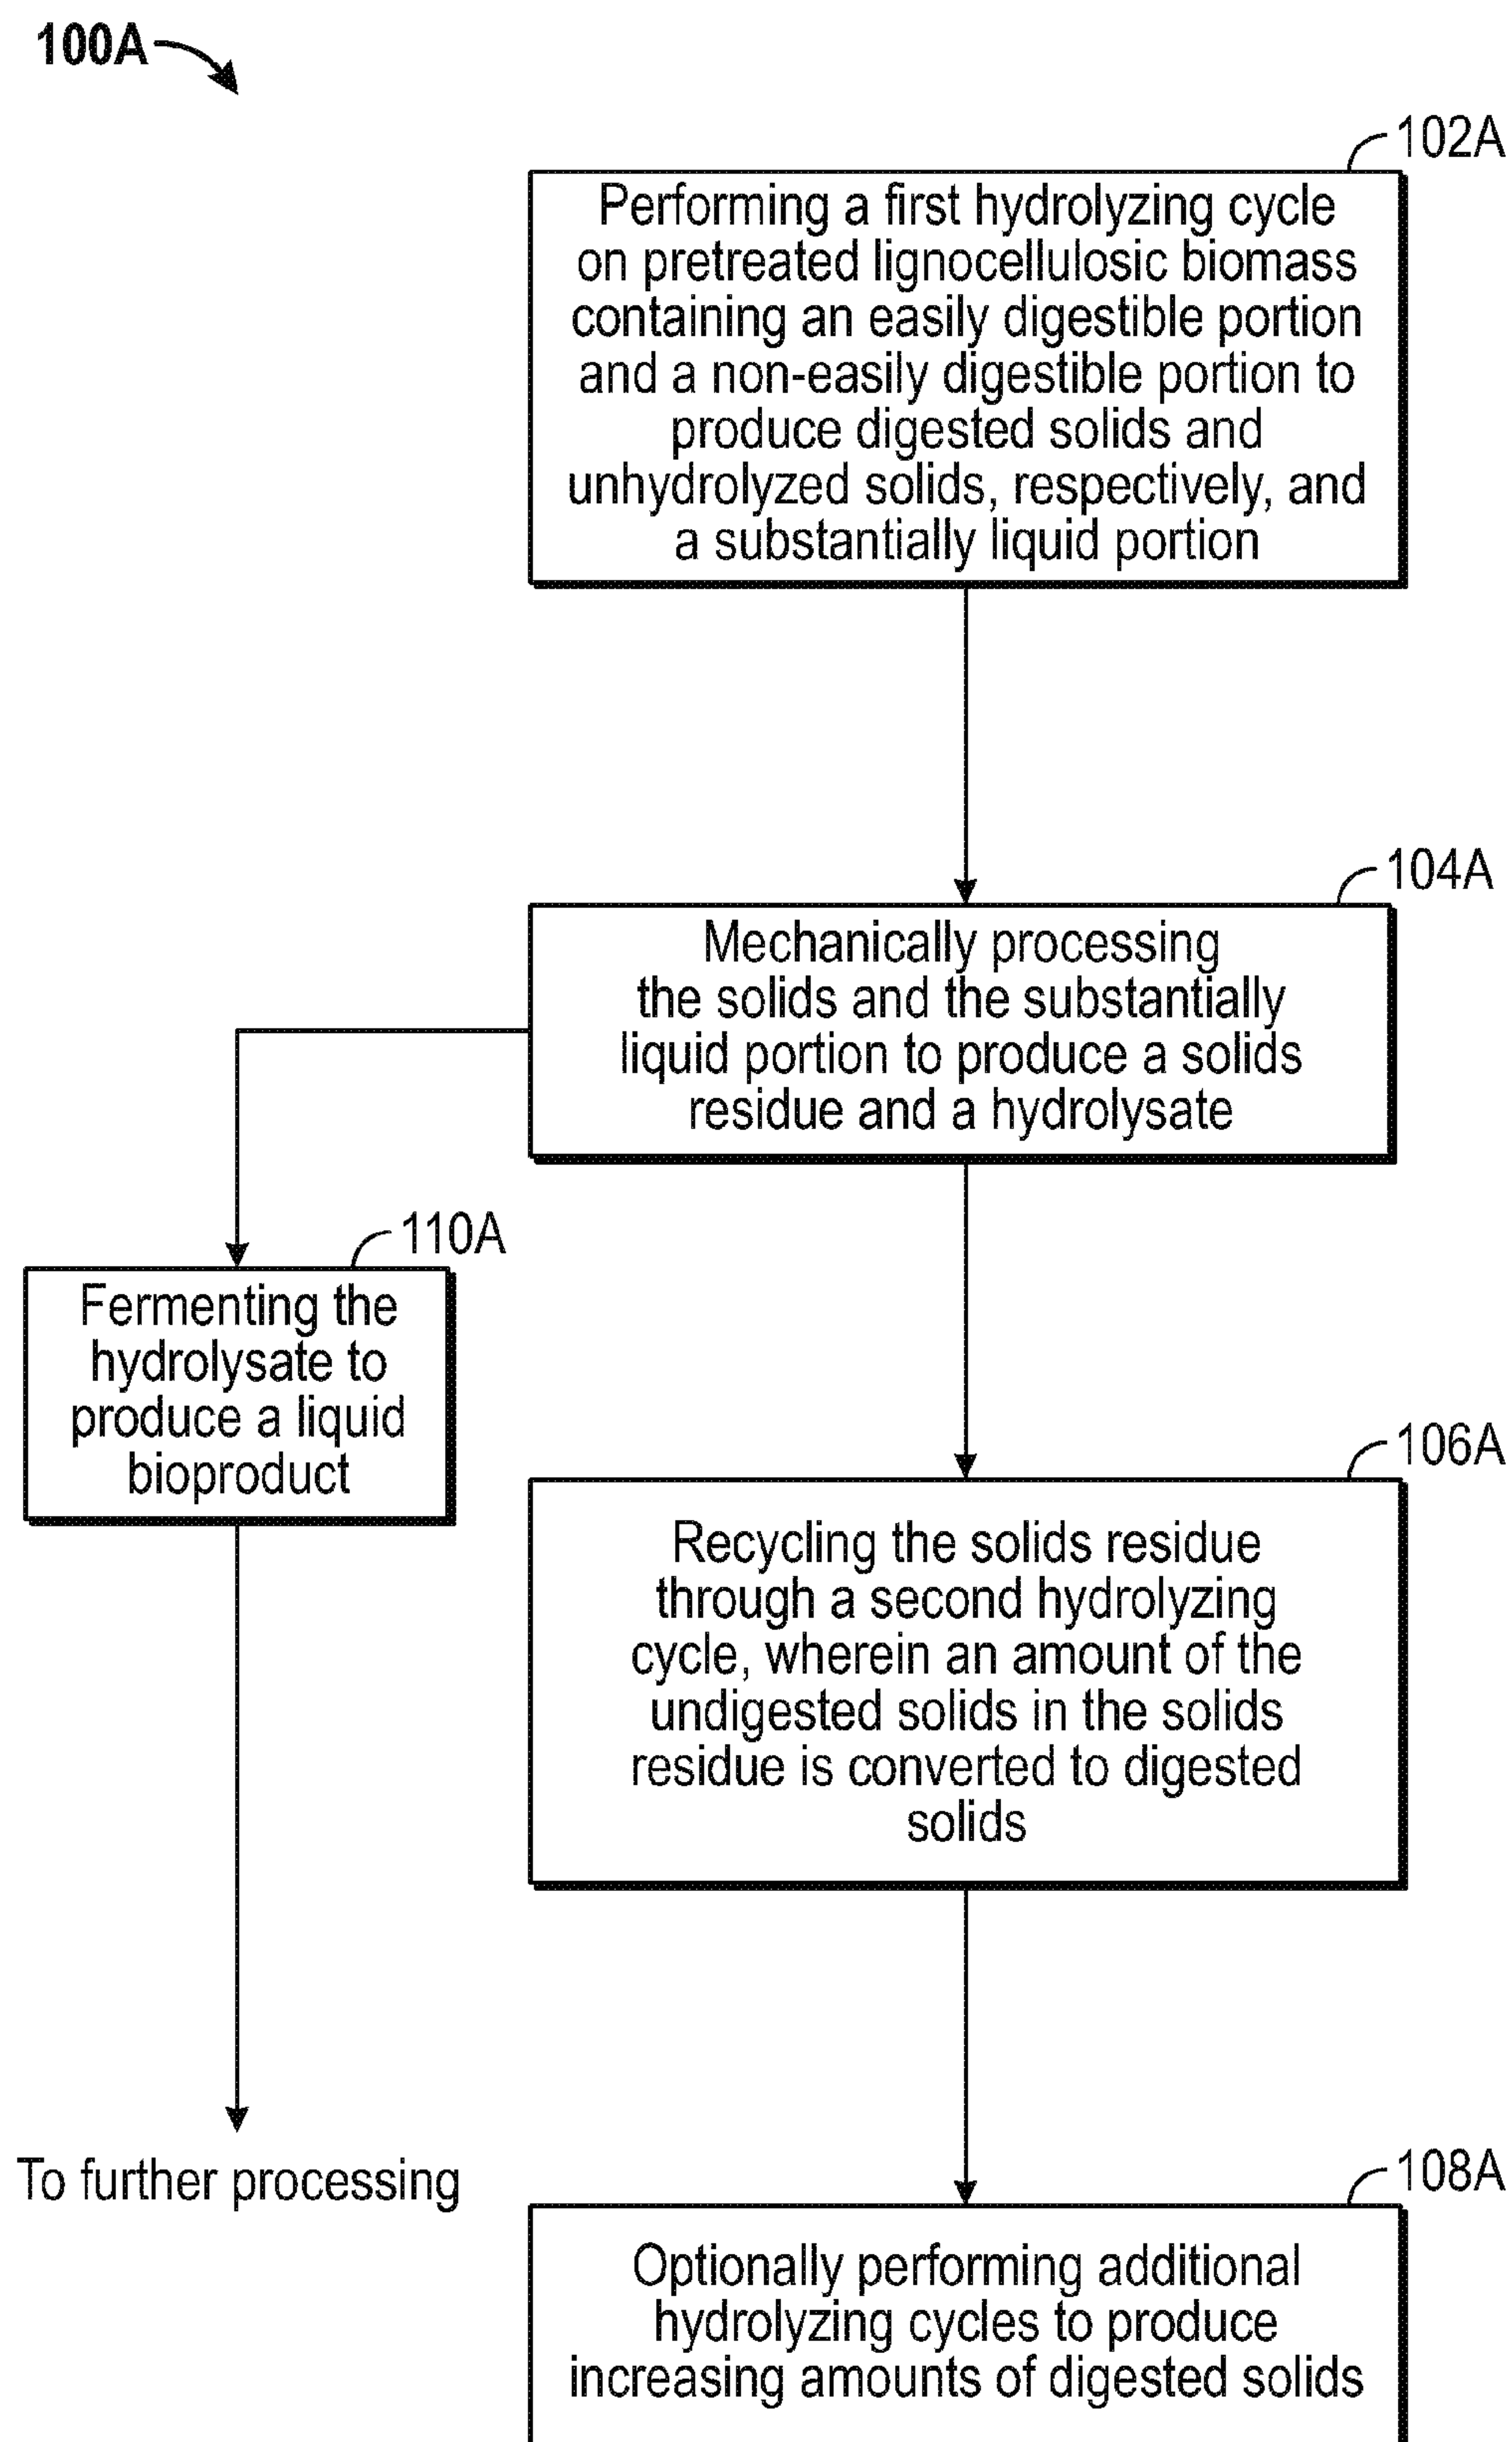 100A
102A
Performing a first hydrolyzing cycle
on pretreated lignocellulosic biomass
containing an easily digestible portion
and a non-easily digestible portion to
produce digested solids and
unhydrolyzed solids, respectively, and
a substantially liquid portion
104A
Mechanically processing
the solids and the substantially
liquid portion to produce a solids
residue and a hydrolysate
110A
Fermenting the
hydrolysate to
produce a liquid
bioproduct
106A
Recycling the solids residue
through a second hydrolyzing
cycle, wherein an amount of the
undigested solids in the solids
residue is converted to digested
solids
To further processing
108A
Optionally performing additional
hydrolyzing cycles to produce
increasing amounts of digested solids